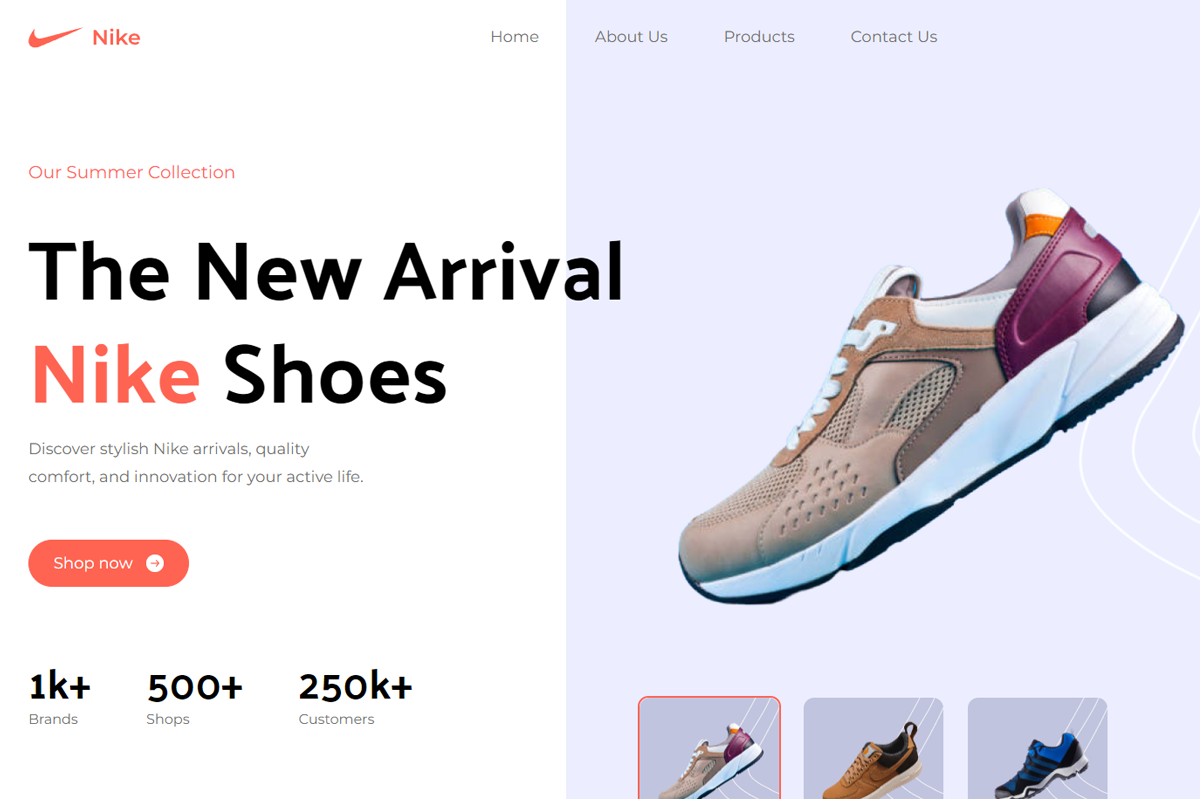 Nike
Home
About Us
Products
Contact Us
Our Summer Collection
The New Arrival
Nike Shoes
Discover stylish Nike arrivals, quality
comfort, and innovation for your active life.
Shop now
1k+
Brands
500+
Shops
250k+
Customers